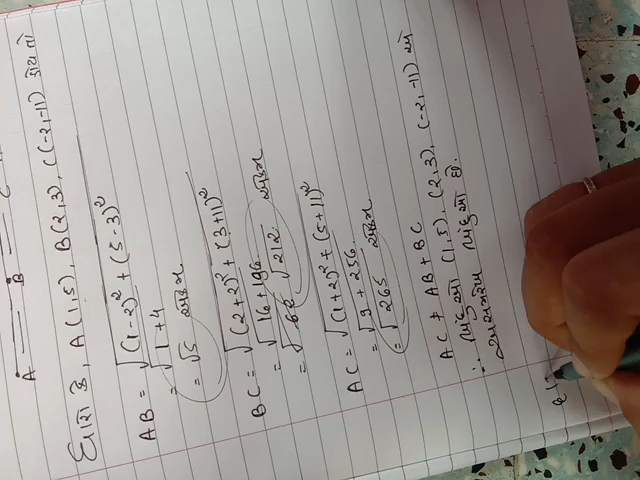 A B C
ધારો કે, A(1,5), B(2,3), C(-2,-11) હોય તો
AB = √(1-2)² + (5-3)²
= √1+4
= √5 એકમ
BC = √(2+2)² + (3+11)²
= √16+196
= √212 એકમ
AC = √(1+2)² + (5+11)²
= √9+256
= √265 એકમ
AC ≠ AB + BC
∴ બિંદુઓ (1,5), (2,3), (-2,-11) એ
અસમરેખ બિંદુઓ છે.